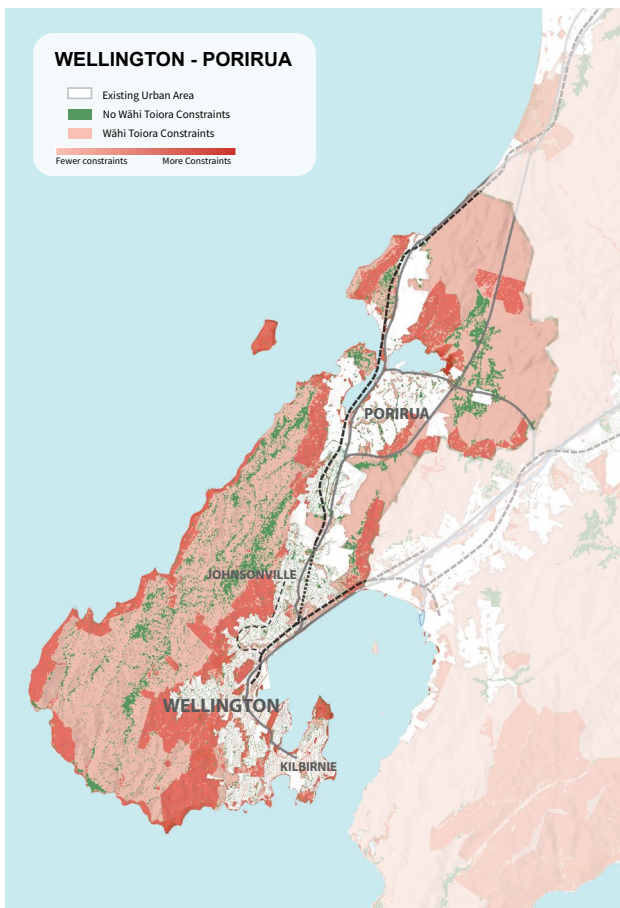 WELLINGTON - PORIRUA
Existing Urban Area
No Wāhi Toiora Constraints
Wāhi Toiora Constraints
Fewer constraints More Constraints
PORIRUA
JOHNSONVILLE
WELLINGTON
KILBIRNIE